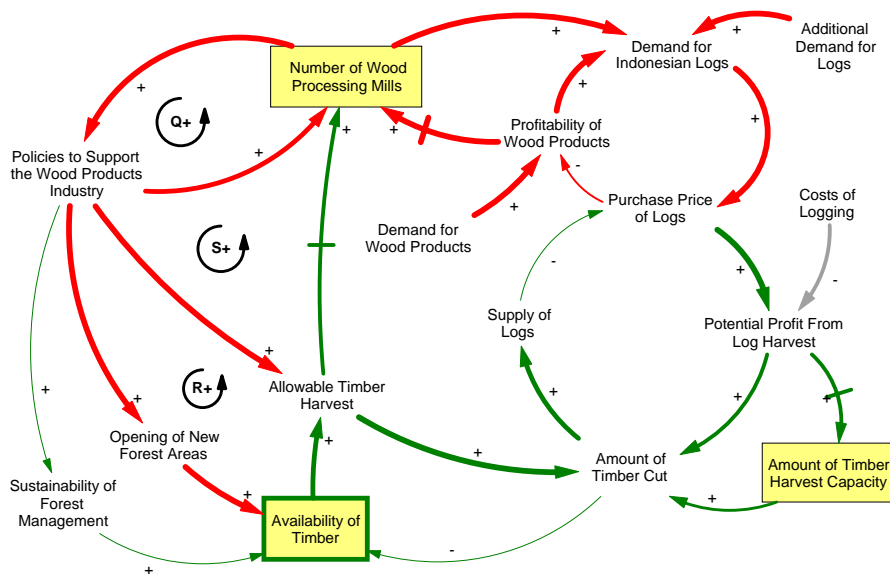 Number of Wood
Processing Mills
Demand for
Indonesian Logs
Additional
Demand for
Logs
+
+
+
Q+
+
+
+
+
Profitability of
Wood Products
+
+
Policies to Support
the Wood Products
Industry
+
-
Purchase Price
of Logs
Costs of
Logging
Demand for
Wood Products
+
S+
-
+
-
Supply of
Logs
Potential Profit From
Log Harvest
+
R+
Allowable Timber
Harvest
+
+
+
+
+
Opening of New
Forest Areas
+
+
Amount of
Timber Cut
Amount of Timber
Harvest Capacity
Sustainability of
Forest
Management
+
+
Availability of
Timber
-
+